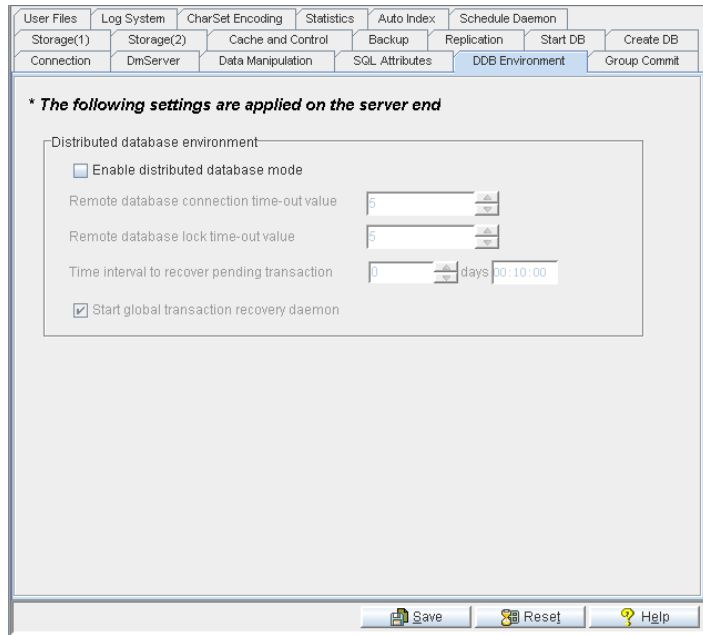 User Files Log System CharSet Encoding Statistics Auto Index Schedule Daemon
Storage(1) Storage(2) Cache and Control Backup Replication Start DB Create DB
Connection DmServer Data Manipulation SQL Attributes DDB Environment Group Commit
* The following settings are applied on the server end
Distributed database environment
Enable distributed database mode
Remote database connection time-out value 5
Remote database lock time-out value 5
Time interval to recover pending transaction 0 days 00:10:00
Start global transaction recovery daemon
Save Reset Help